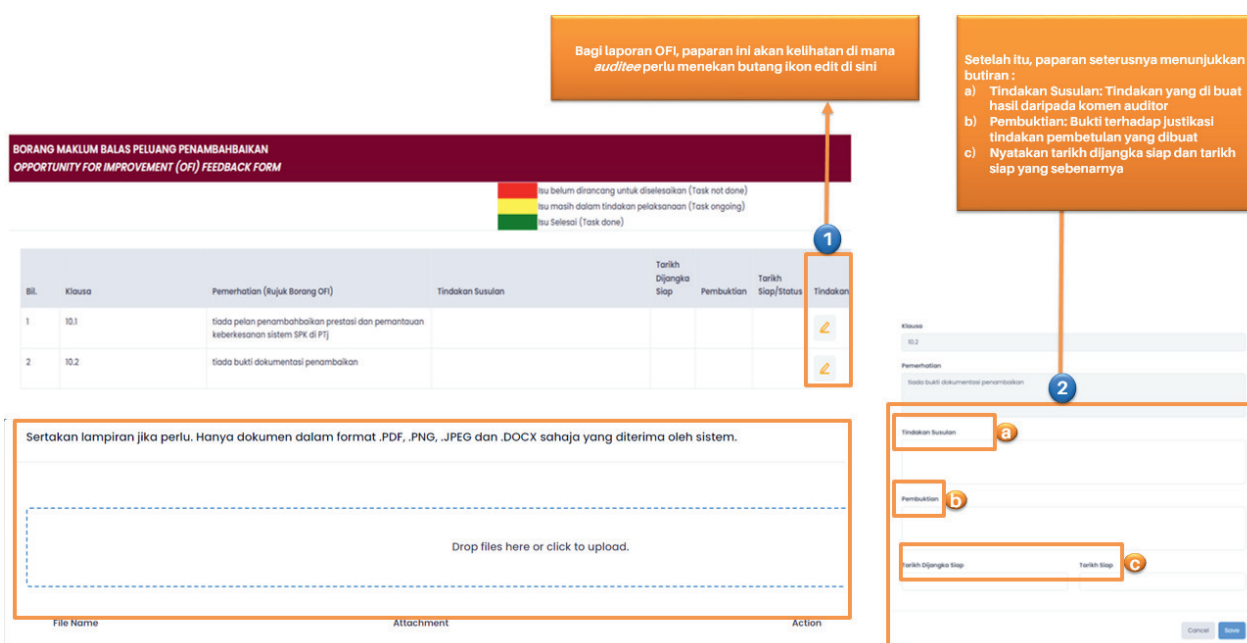 Bagi laporan OFI, paparan ini akan kelihatan di mana
auditee perlu menekan butang ikon edit di sini
Setelah itu, paparan seterusnya menunjukkan
butiran :
a) Tindakan Susulan: Tindakan yang di buat
hasil daripada komen auditor
b) Pembuktian: Bukti terhadap justikasi
tindakan pembetulan yang dibuat
c) Nyatakan tarikh dijangka siap dan tarikh
siap yang sebenarnya
BORANG MAKLUM BALAS PELUANG PENAMBAHBAIKAN
OPPORTUNITY FOR IMPROVEMENT (OFI) FEEDBACK FORM
Isu belum dirancang untuk diselesaikan (Task not done)
Isu masih dalam tindakan pelaksanaan (Task ongoing)
Isu Selesai (Task done)
1
Bil. Klausa Pemerhatian (Rujuk Borang OFI) Tindakan Susulan Tarikh Dijangka Siap Pembuktian Tarikh Siap/Status Tindakan
1 10.1 tiada pelan penambahbaikan prestasi dan pemantauan
keberkesanan sistem SPK di PTj
2 10.2 tiada bukti dokumentasi penambaikan
Sertakan lampiran jika perlu. Hanya dokumen dalam format .PDF, .PNG, .JPEG dan .DOCX sahaja yang diterima oleh sistem.
Drop files here or click to upload.
File Name Attachment Action
Klausa
10.2
Pemerhatian
tiada bukti dokumentasi penambaikan
2
Tindakan Susulan a
Pembuktian b
Tarikh Dijangka Siap Tarikh Siap c
Cancel Save